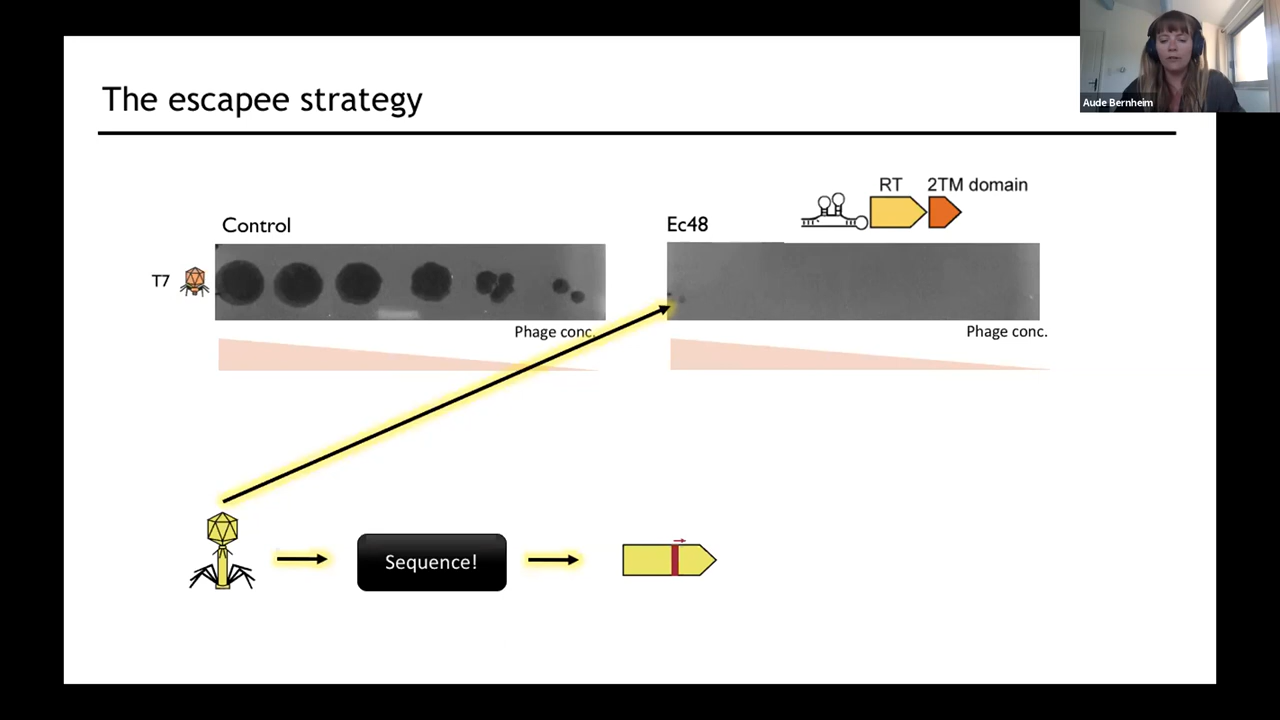 The escapee strategy
Aude Bernheim
RT 2TM domain
Control
Ec48
T7
Phage conc.
Phage conc.
Sequence!